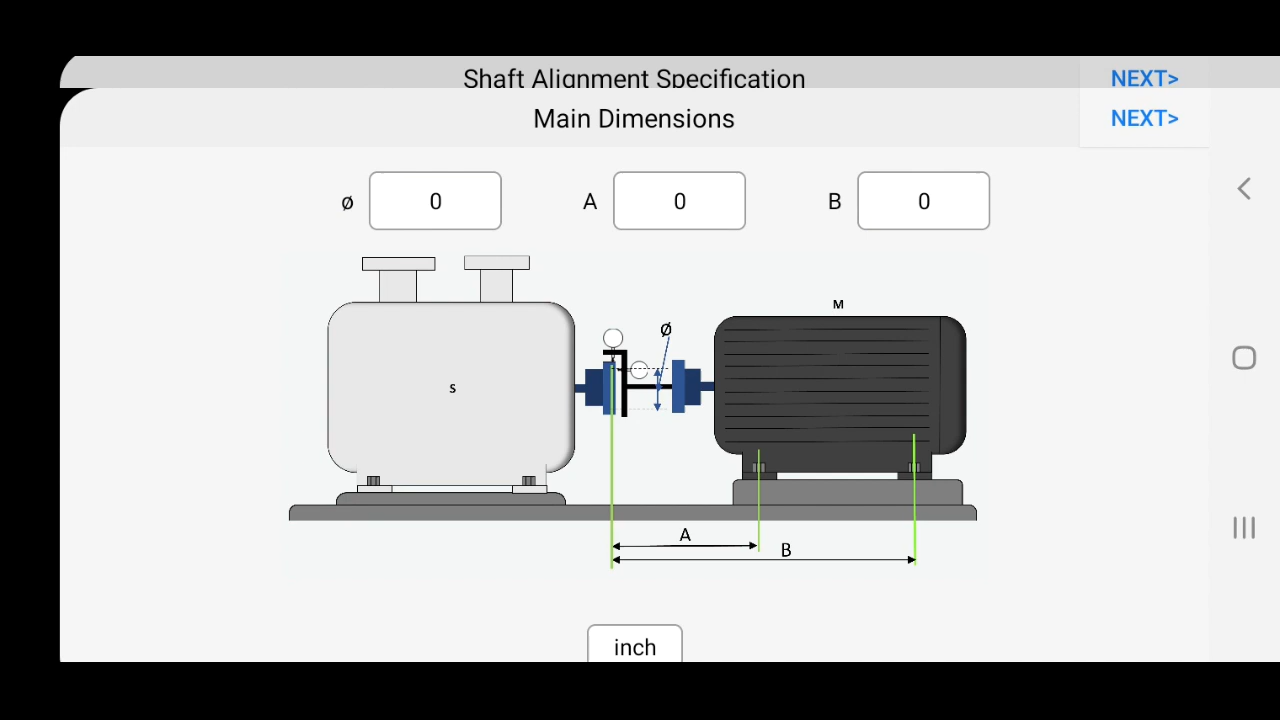 Shaft Alignment Specification NEXT>
Main Dimensions NEXT>
ø 0 A 0 B 0
M
Ø
S
A
B
inch